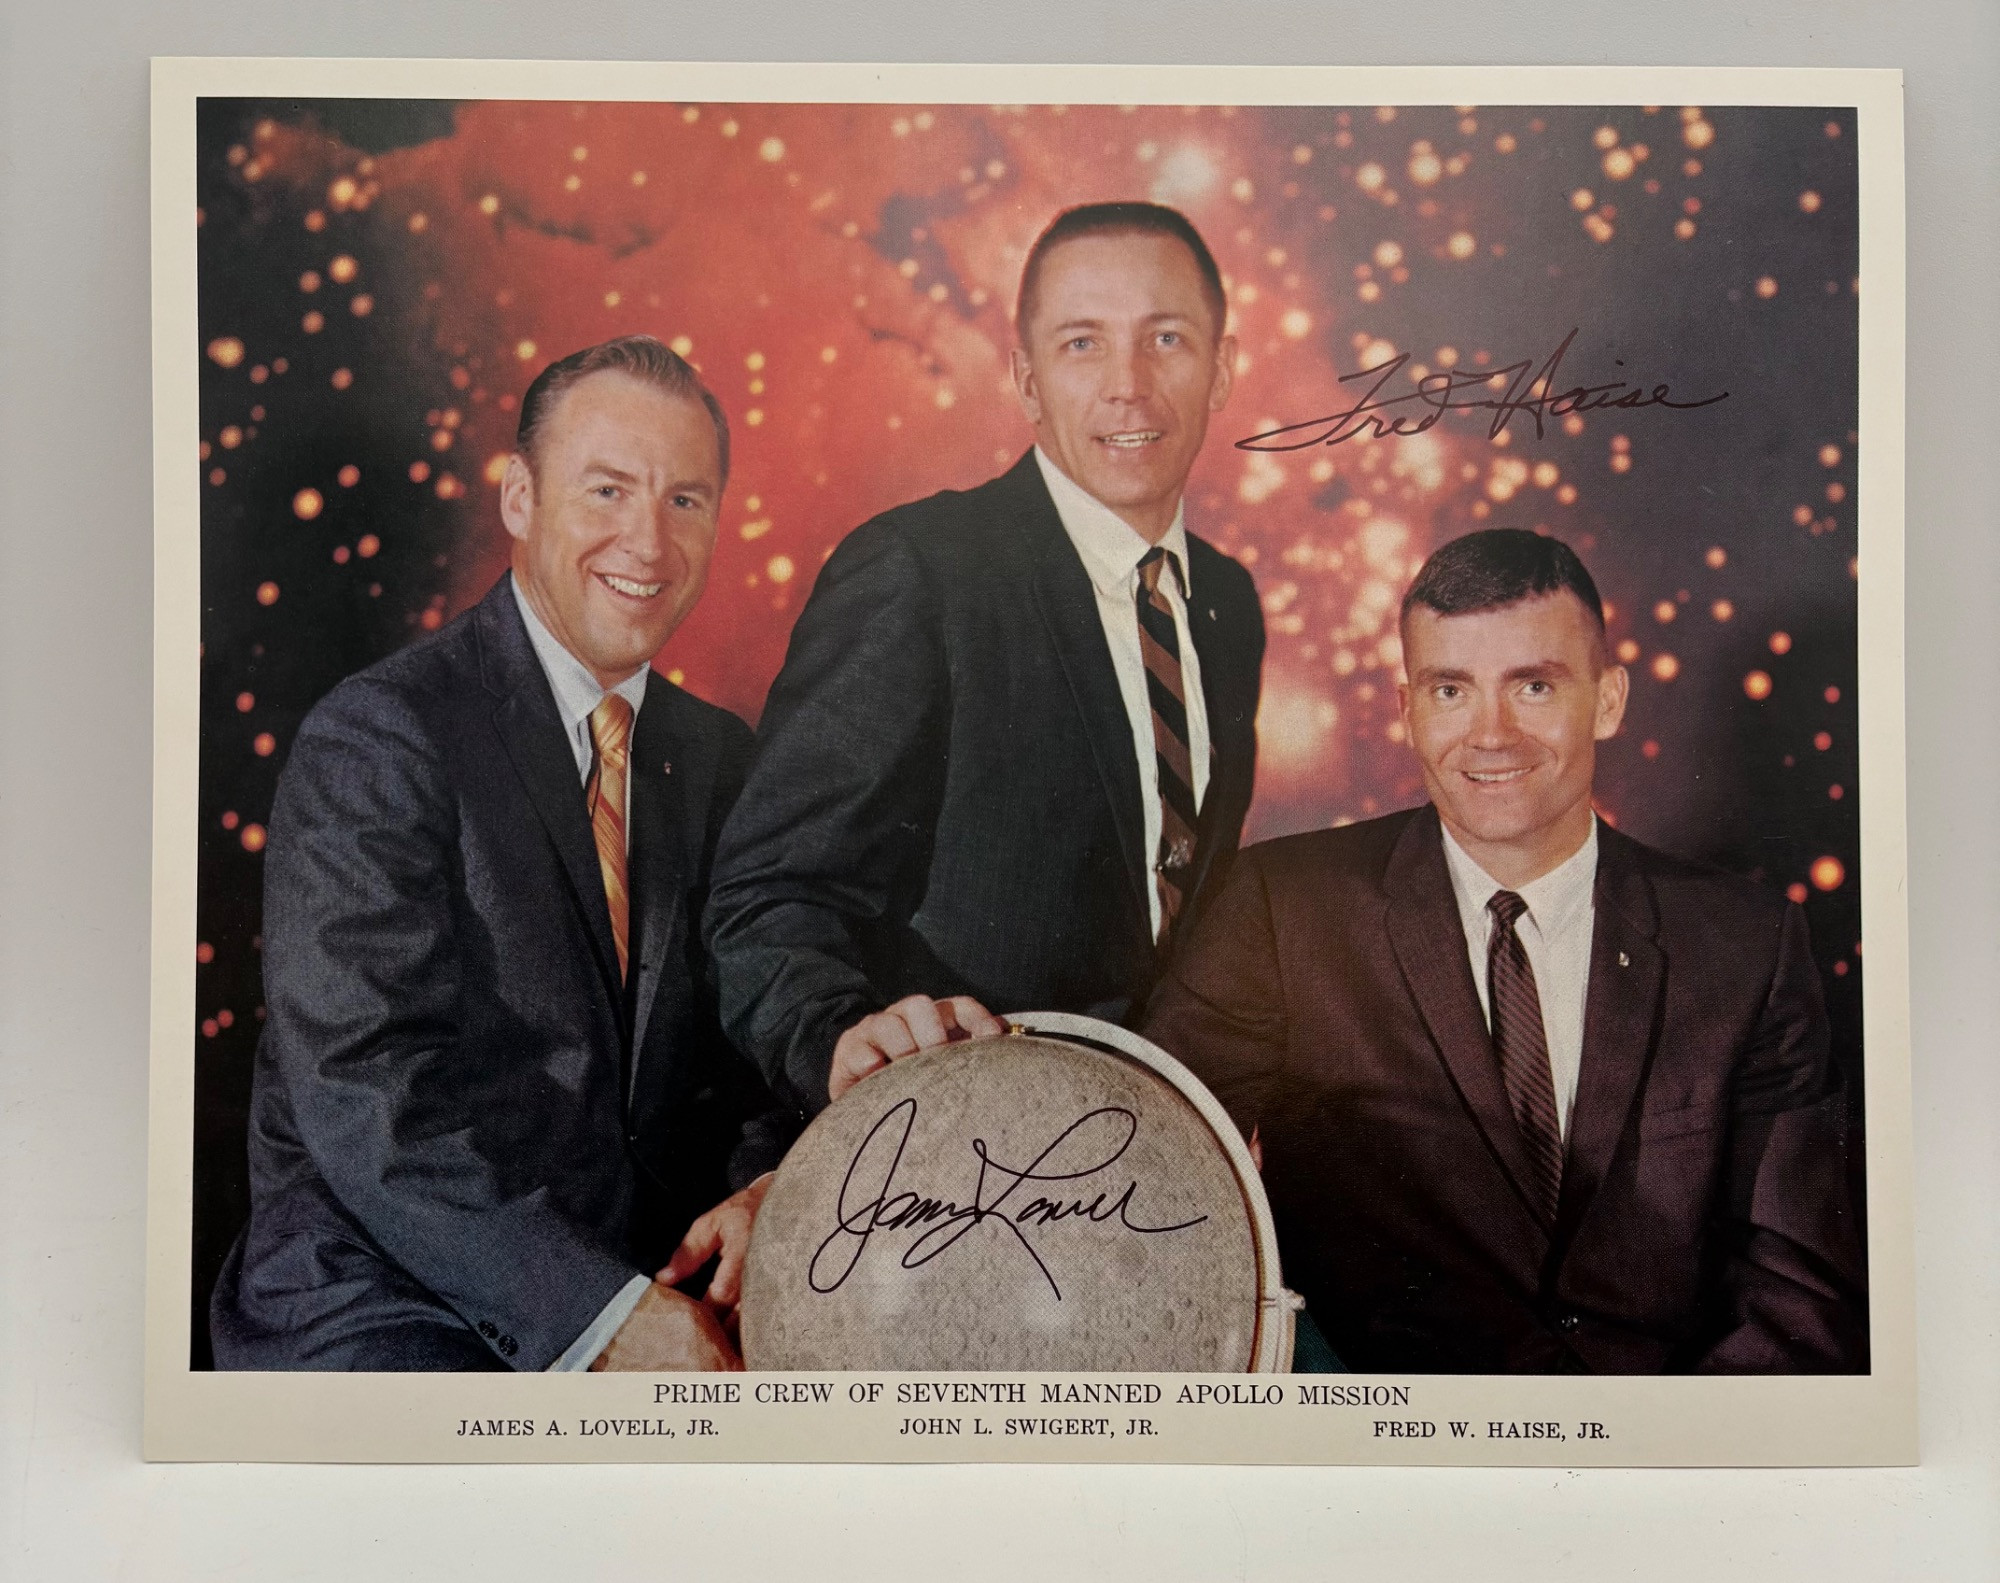 Fred Haise
James Lovell
PRIME CREW OF SEVENTH MANNED APOLLO MISSION
JAMES A. LOVELL, JR. JOHN L. SWIGERT, JR. FRED W. HAISE, JR.